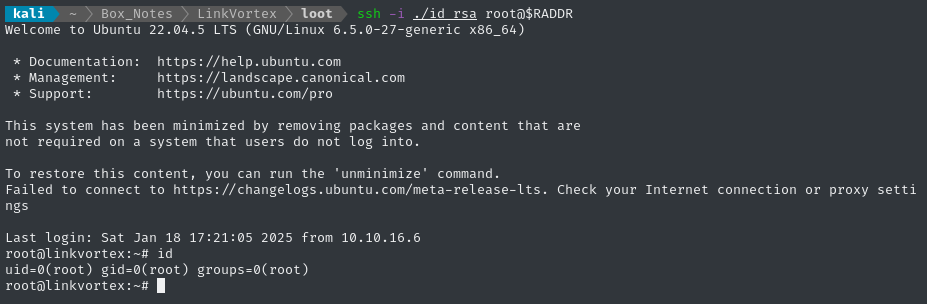 kali ~ Box_Notes LinkVortex loot ssh -i ./id_rsa root@$RADDR
Welcome to Ubuntu 22.04.5 LTS (GNU/Linux 6.5.0-27-generic x86_64)
* Documentation: https://help.ubuntu.com
* Management: https://landscape.canonical.com
* Support: https://ubuntu.com/pro
This system has been minimized by removing packages and content that are
not required on a system that users do not log into.
To restore this content, you can run the 'unminimize' command.
Failed to connect to https://changelogs.ubuntu.com/meta-release-lts. Check your Internet connection or proxy setti
ngs
Last login: Sat Jan 18 17:21:05 2025 from 10.10.16.6
root@linkvortex:~# id
uid=0(root) gid=0(root) groups=0(root)
root@linkvortex:~#